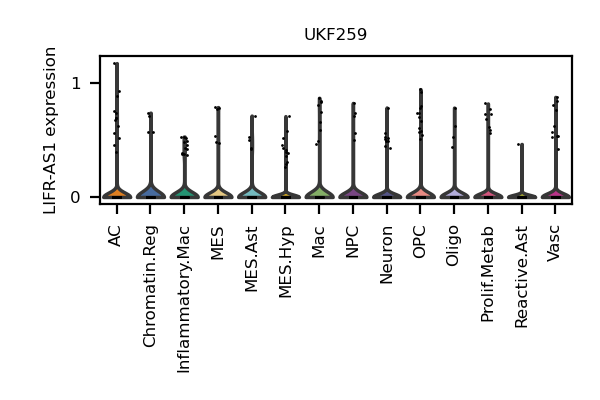 UKF259
LIFR-AS1 expression
1
0
AC
Chromatin.Reg
Inflammatory.Mac
MES
MES.Ast
MES.Hyp
Mac
NPC
Neuron
OPC
Oligo
Prolif.Metab
Reactive.Ast
Vasc